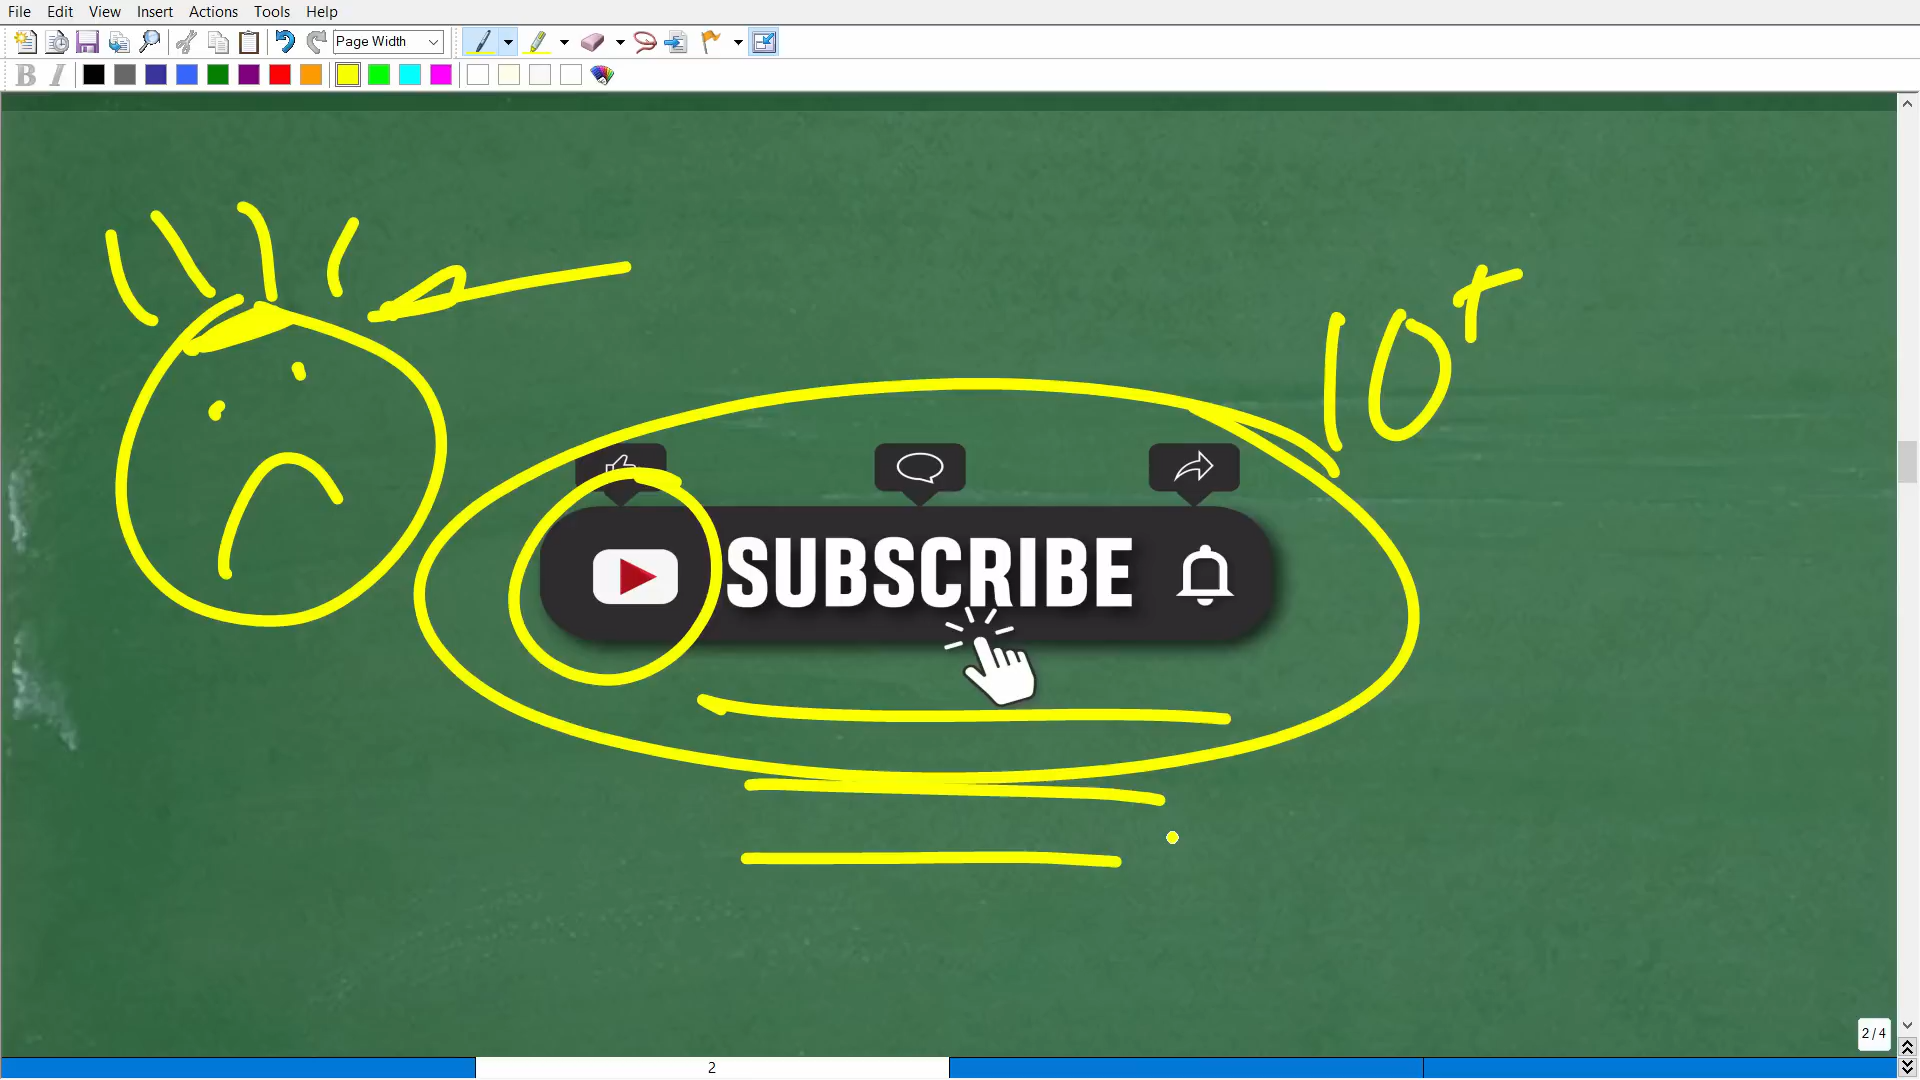 File Edit View Insert Actions Tools Help
Page Width
B I
10+
SUBSCRIBE
2 / 4
2